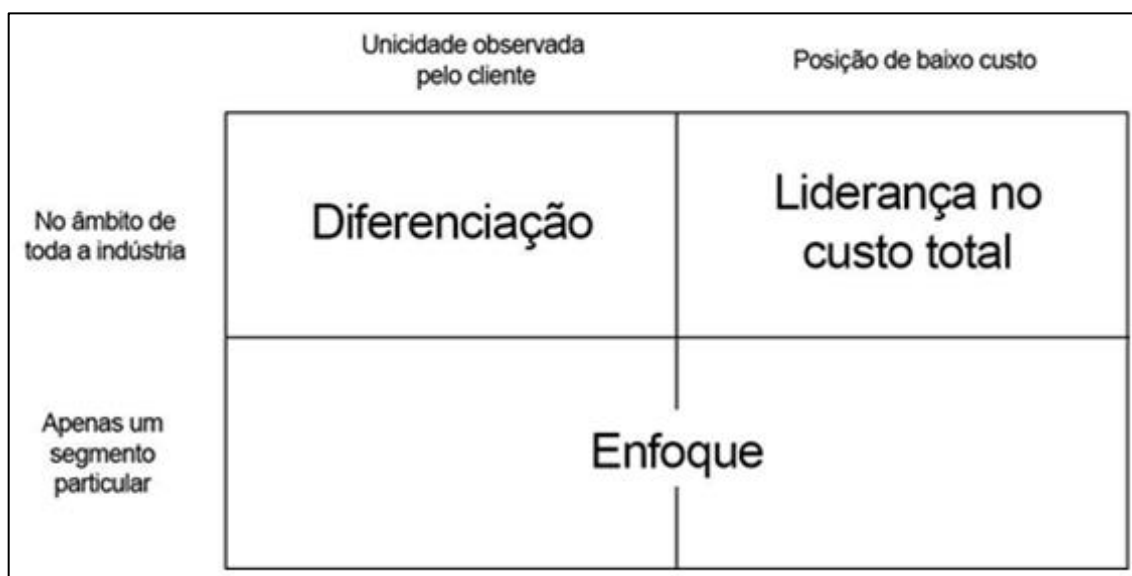 Unicidade observada
pelo cliente
Posição de baixo custo
No âmbito de
toda a indústria
Diferenciação
Liderança no
custo total
Apenas um
segmento
particular
Enfoque